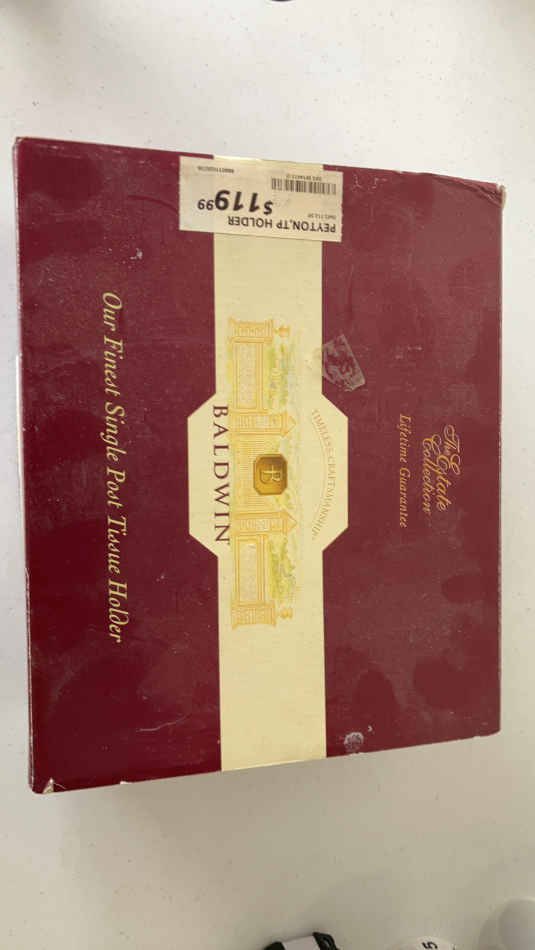 The Estate
Collection
Lifetime Guarantee
TIMELESS CRAFTSMANSHIP
B
BALDWIN
Our Finest Single Post Tissue Holder
PEYTON,TP HOLDER
$119.99
5